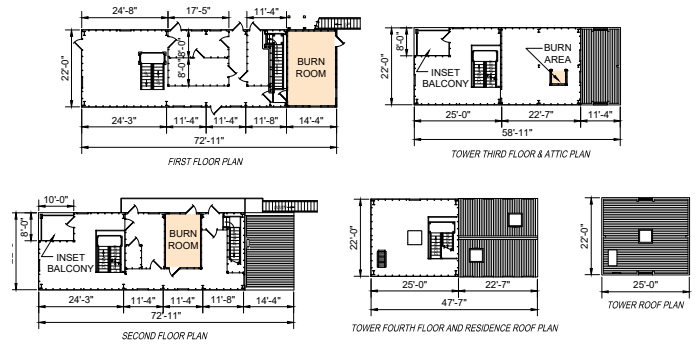 24'-8"
17'-5"
11'-4"
22'-0"
8'-0"
8'-0"
BURN
ROOM
24'-3"
11'-4"
11'-4"
11'-8"
14'-4"
72'-11"
FIRST FLOOR PLAN
22'-0"
8'-0"
INSET
BALCONY
BURN
AREA
25'-0"
22'-7"
11'-4"
58'-11"
TOWER THIRD FLOOR & ATTIC PLAN
10'-0"
8'-0"
INSET
BALCONY
BURN
ROOM
24'-3"
11'-4"
11'-4"
11'-8"
14'-4"
72'-11"
SECOND FLOOR PLAN
22'-0"
25'-0"
22'-7"
47'-7"
TOWER FOURTH FLOOR AND RESIDENCE ROOF PLAN
22'-0"
25'-0"
TOWER ROOF PLAN